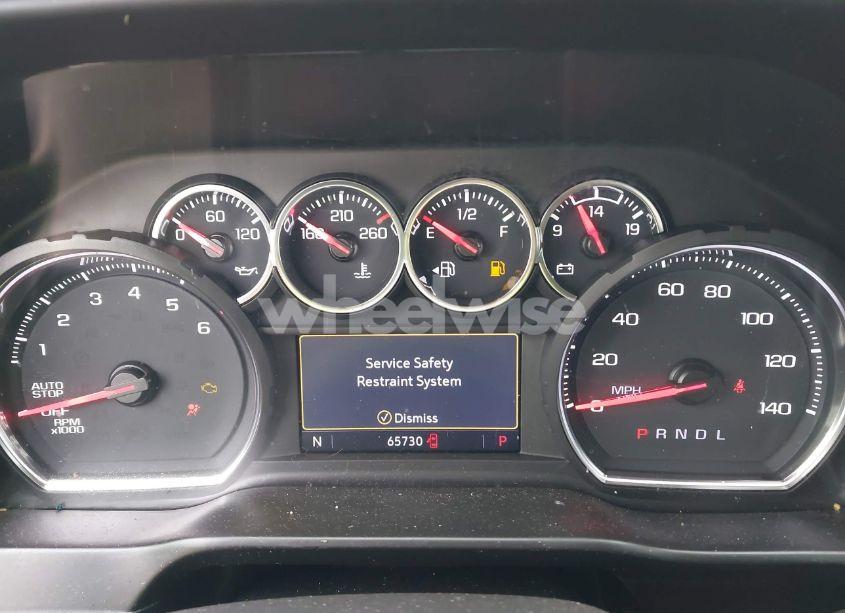 0 60 120
160 210 260
E 1/2 F
9 14 19
wheelwise
1 2 3 4 5 6
AUTO
STOP
OFF
RPM
x1000
Service Safety
Restraint System
Dismiss
N 65730 P
0 20 40 60 80 100 120 140
MPH
P R N D L